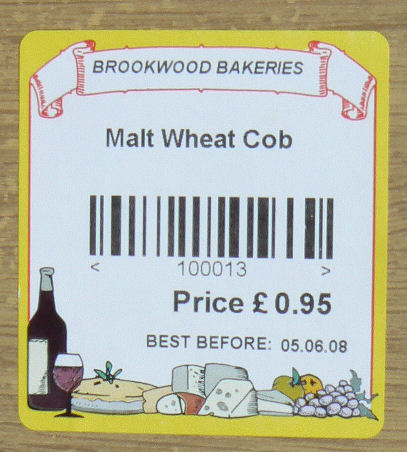 BROOKWOOD BAKERIES
Malt Wheat Cob
< 100013 >
Price £ 0.95
BEST BEFORE: 05.06.08